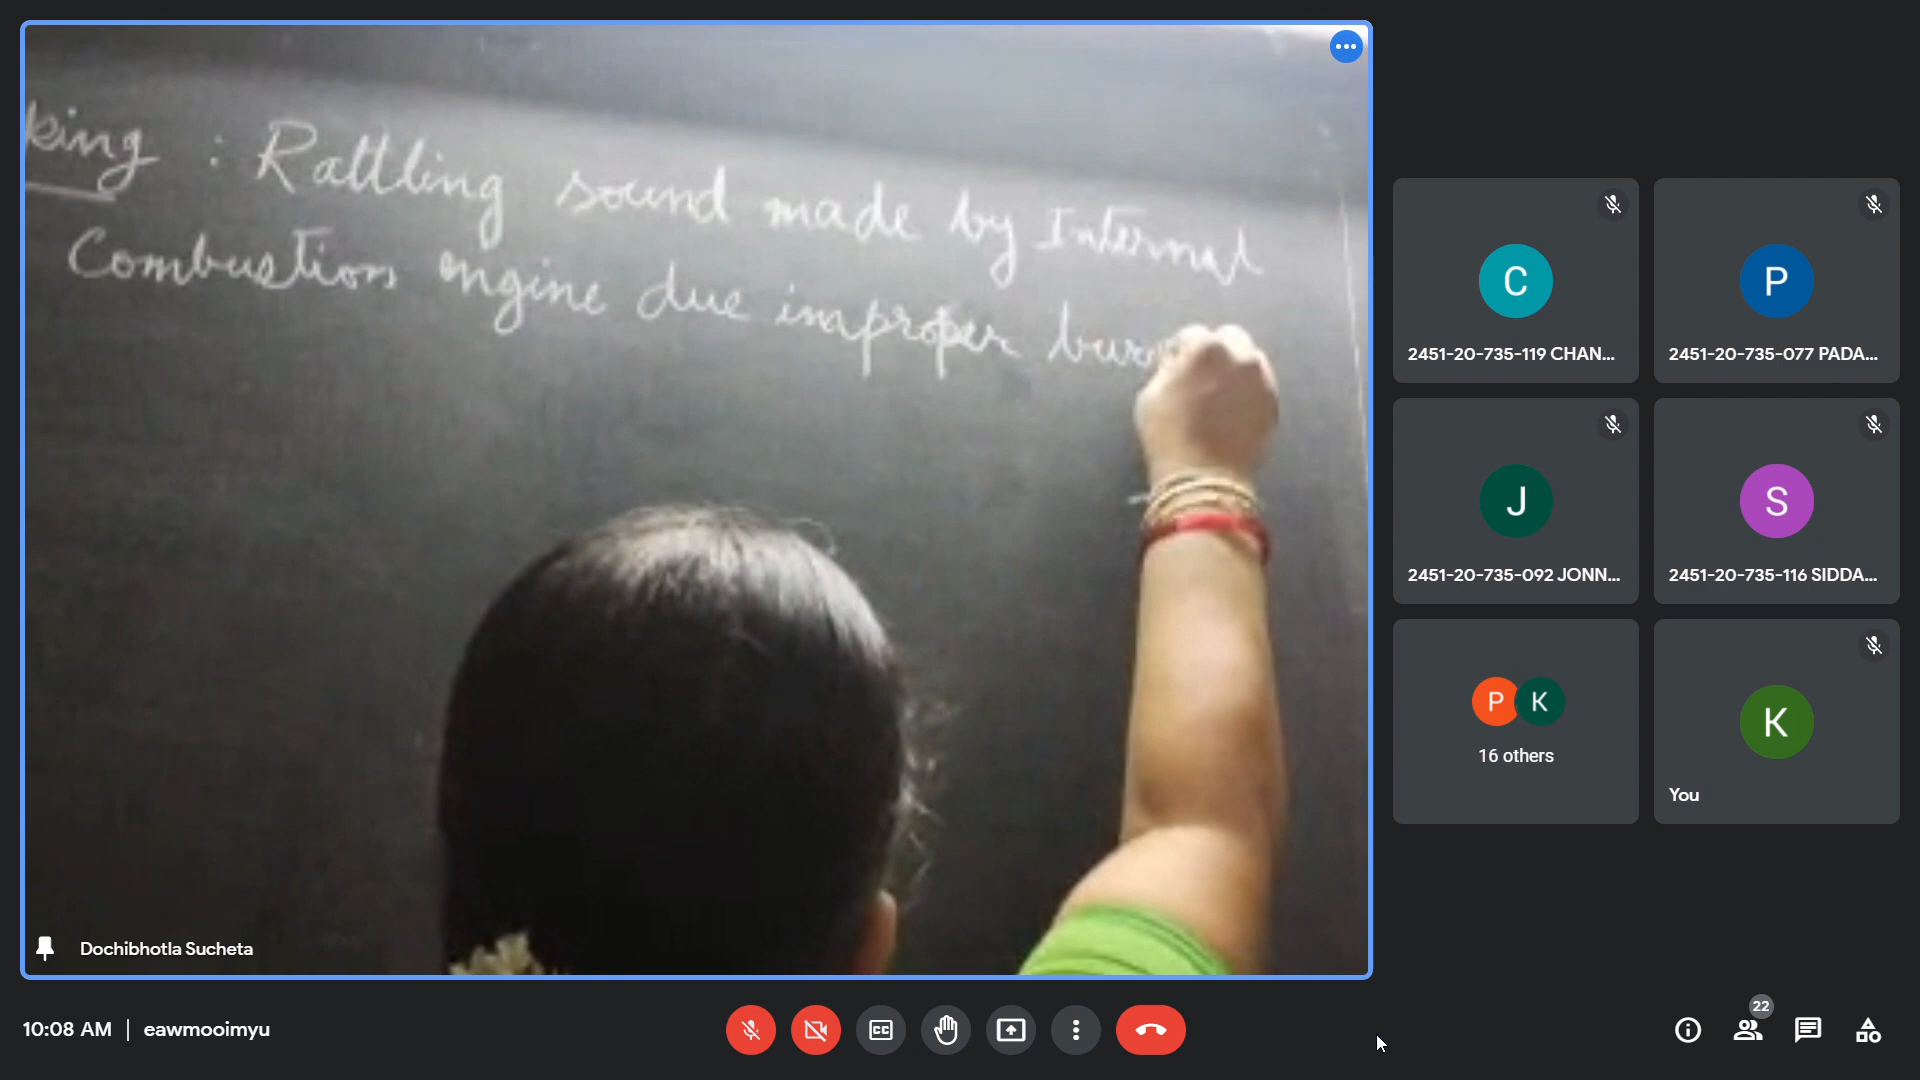 king : Rattling sound made by Internal
Combustion engine due improper
Dochibhotla Sucheta
C
2451-20-735-119 CHAN...
P
2451-20-735-077 PADA...
J
2451-20-735-092 JONN...
S
2451-20-735-116 SIDDA...
P K
16 others
K
You
10:08 AM | eawmooimyu
CC
22